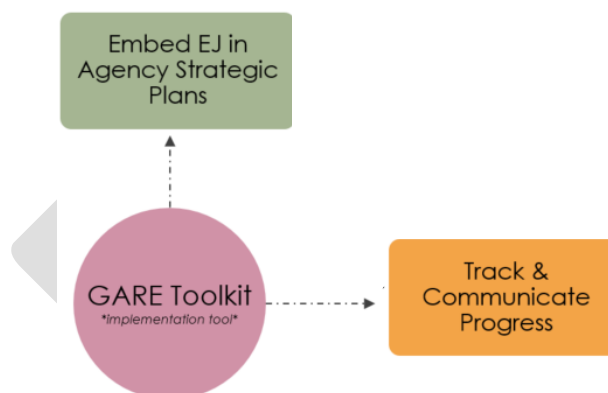 Embed EJ in
Agency Strategic
Plans
GARE Toolkit
*implementation tool*
Track &
Communicate
Progress